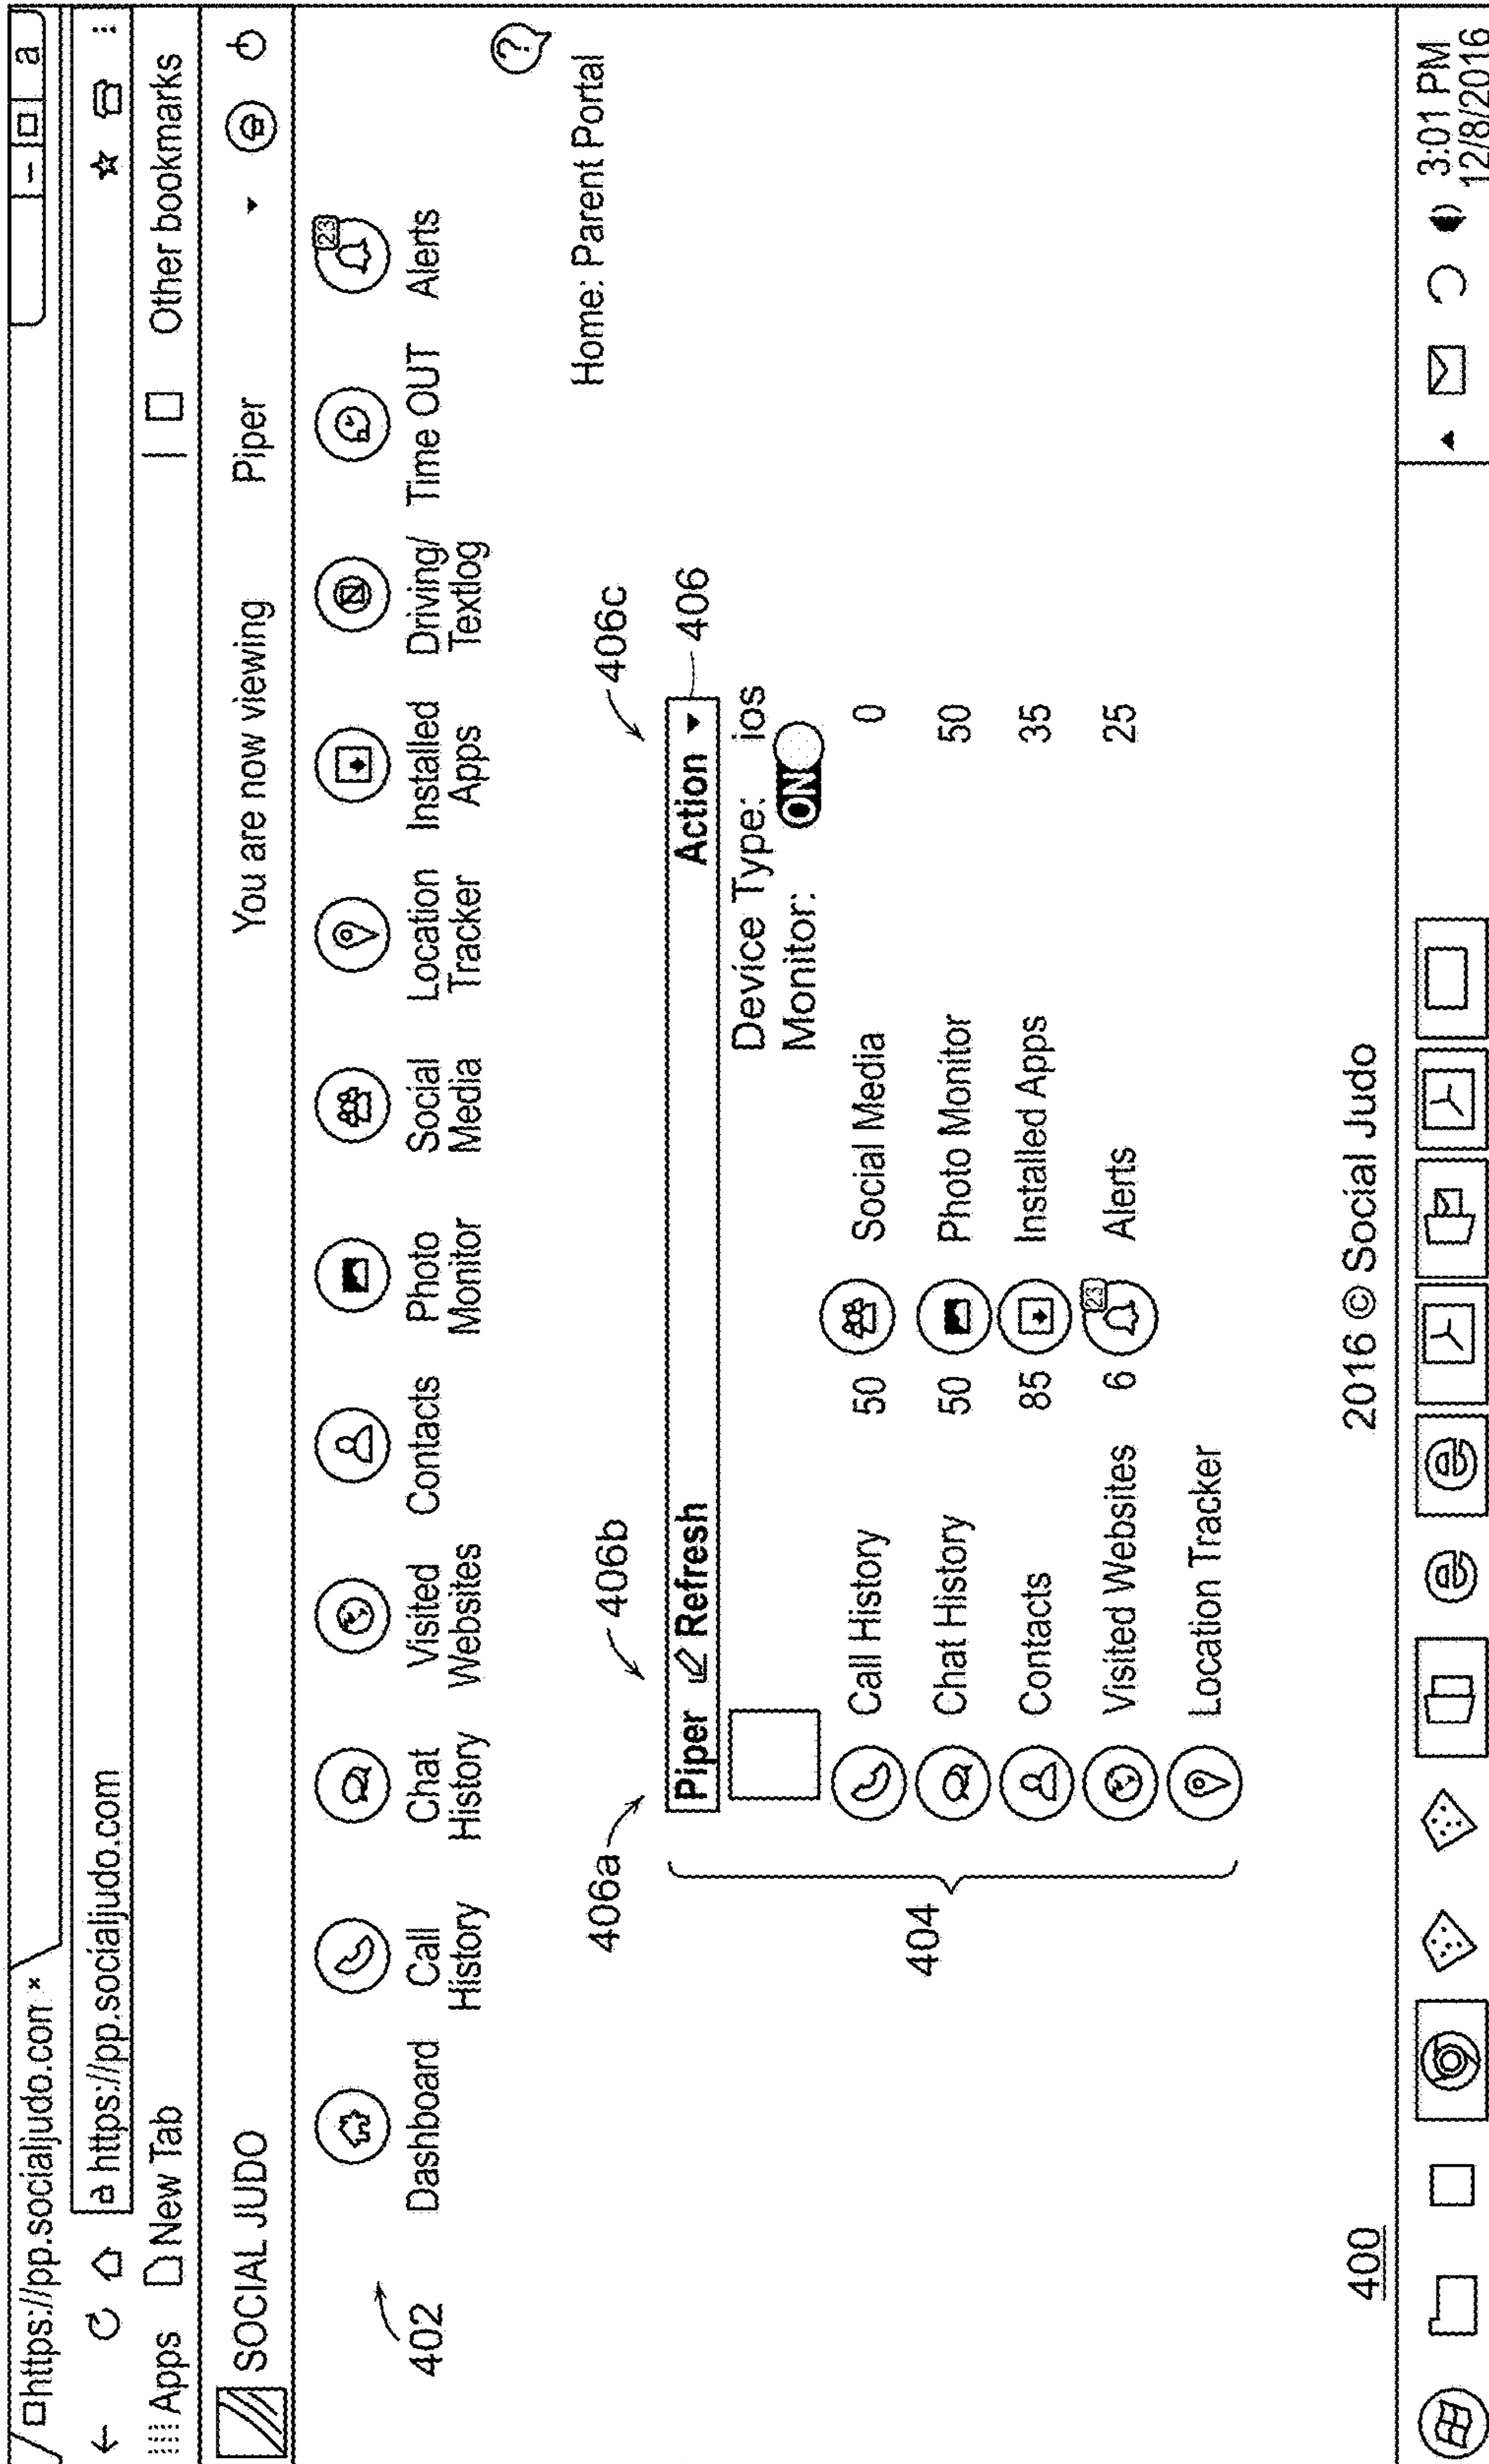 https://pp.socialjudo.com ×
a https://pp.socialjudo.com
Apps New Tab Other bookmarks
SOCIAL JUDO You are now viewing Piper
23
Dashboard Call History Chat History Visited Websites Contacts Photo Monitor Social Media Location Tracker Installed Apps Driving/ Textlog Time OUT Alerts
402
?
Home: Parent Portal
406a 406b 406c
Piper Refresh Action 406
Device Type: ios
Monitor: ON
Call History 50 Social Media 0
Chat History 50 Photo Monitor 50
Contacts 85 Installed Apps 35
23
Visited Websites 6 Alerts 25
Location Tracker
404
2016 © Social Judo
400
3:01 PM
12/8/2016